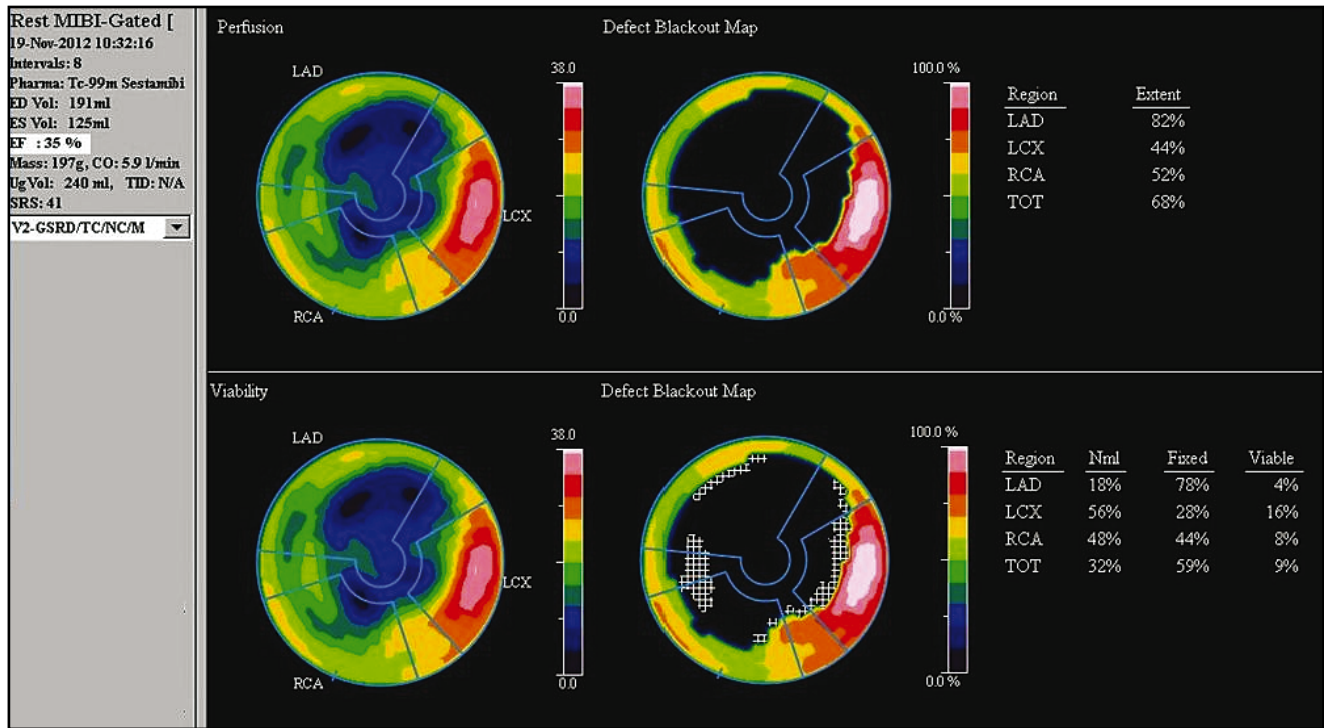 Rest MIBI-Gated [
19-Nov-2012 10:32:16
Intervals: 8
Pharma: Tc-99m Sestamibi
ED Vol: 191ml
ES Vol: 125ml
EF : 35 %
Mass: 197g, CO: 5.9 l/min
UgVol: 240 ml, TID: N/A
SRS: 41
V2-GSRD/TC/NC/M
Perfusion
Defect Blackout Map
LAD
LCX
RCA
38.0
0.0
100.0 %
0.0 %
Region Extent
LAD 82%
LCX 44%
RCA 52%
TOT 68%
Viability
Defect Blackout Map
LAD
LCX
RCA
38.0
0.0
100.0 %
0.0 %
Region Nml Fixed Viable
LAD 18% 78% 4%
LCX 56% 28% 16%
RCA 48% 44% 8%
TOT 32% 59% 9%